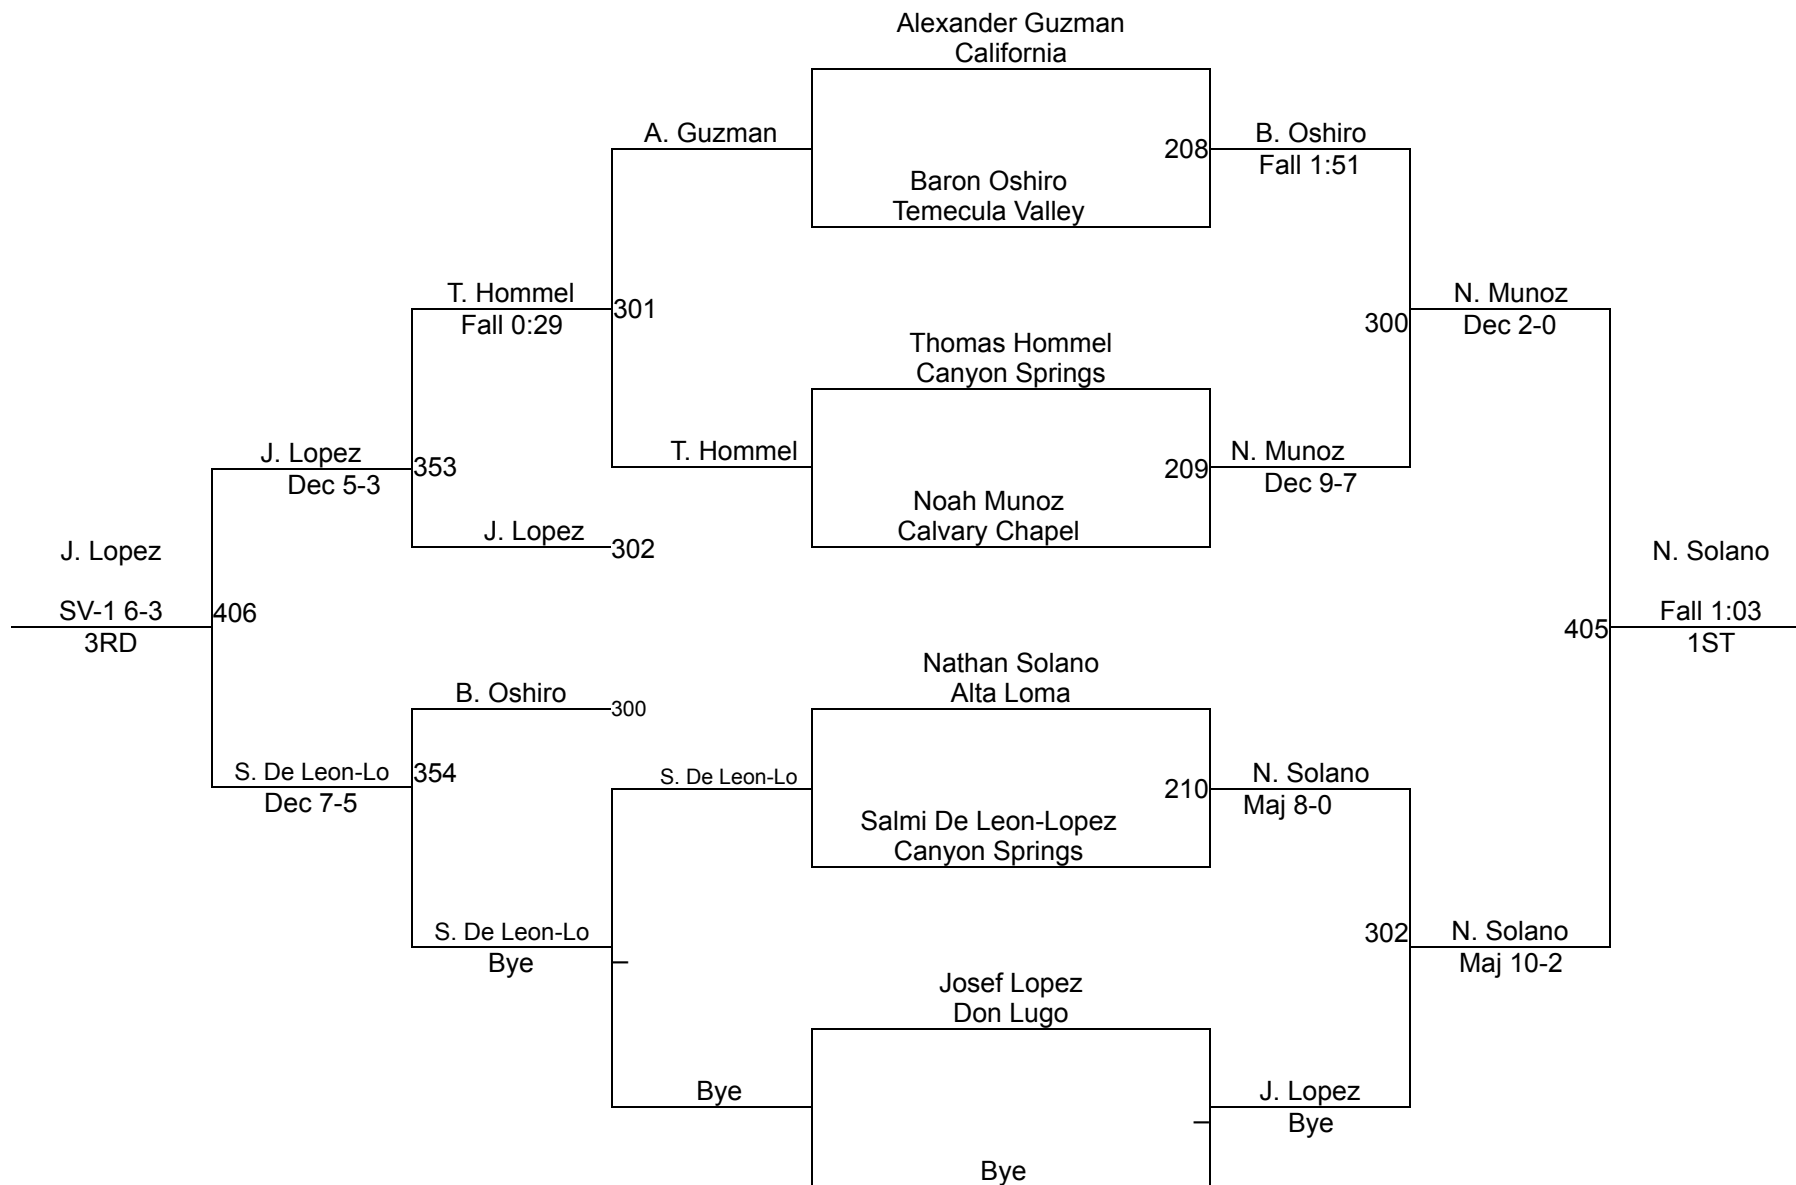 Alexander Guzman
California
A. Guzman
208
B. Oshiro
Fall 1:51
Baron Oshiro
Temecula Valley
T. Hommel
Fall 0:29
301
300
N. Munoz
Dec 2-0
Thomas Hommel
Canyon Springs
J. Lopez
Dec 5-3
353
T. Hommel
209
N. Munoz
Dec 9-7
Noah Munoz
Calvary Chapel
J. Lopez
302
J. Lopez
SV-1 6-3
3RD
406
N. Solano
Fall 1:03
1ST
405
Nathan Solano
Alta Loma
B. Oshiro
300
S. De Leon-Lo
Dec 7-5
354
S. De Leon-Lo
210
N. Solano
Maj 8-0
Salmi De Leon-Lopez
Canyon Springs
S. De Leon-Lo
Bye
302
N. Solano
Maj 10-2
Josef Lopez
Don Lugo
Bye
J. Lopez
Bye
Bye